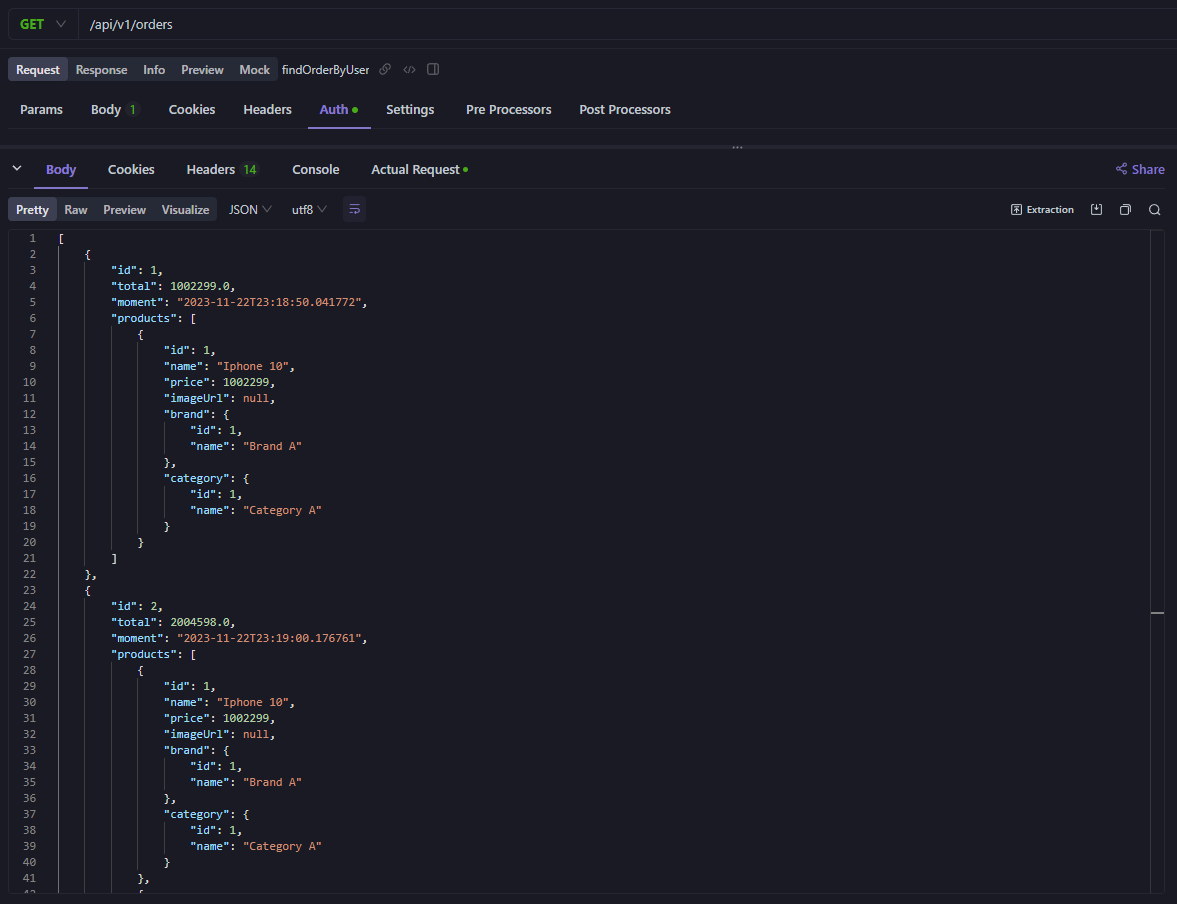 GET /api/v1/orders
Request Response Info Preview Mock findOrderByUser
Params Body 1 Cookies Headers Auth Settings Pre Processors Post Processors
Body Cookies Headers 14 Console Actual Request Share
Pretty Raw Preview Visualize JSON utf8 Extraction
1 [
2 {
3 "id": 1,
4 "total": 1002299.0,
5 "moment": "2023-11-22T23:18:50.041772",
6 "products": [
7 {
8 "id": 1,
9 "name": "Iphone 10",
10 "price": 1002299,
11 "imageUrl": null,
12 "brand": {
13 "id": 1,
14 "name": "Brand A"
15 },
16 "category": {
17 "id": 1,
18 "name": "Category A"
19 }
20 }
21 ]
22 },
23 {
24 "id": 2,
25 "total": 2004598.0,
26 "moment": "2023-11-22T23:19:00.176761",
27 "products": [
28 {
29 "id": 1,
30 "name": "Iphone 10",
31 "price": 1002299,
32 "imageUrl": null,
33 "brand": {
34 "id": 1,
35 "name": "Brand A"
36 },
37 "category": {
38 "id": 1,
39 "name": "Category A"
40 }
41 },